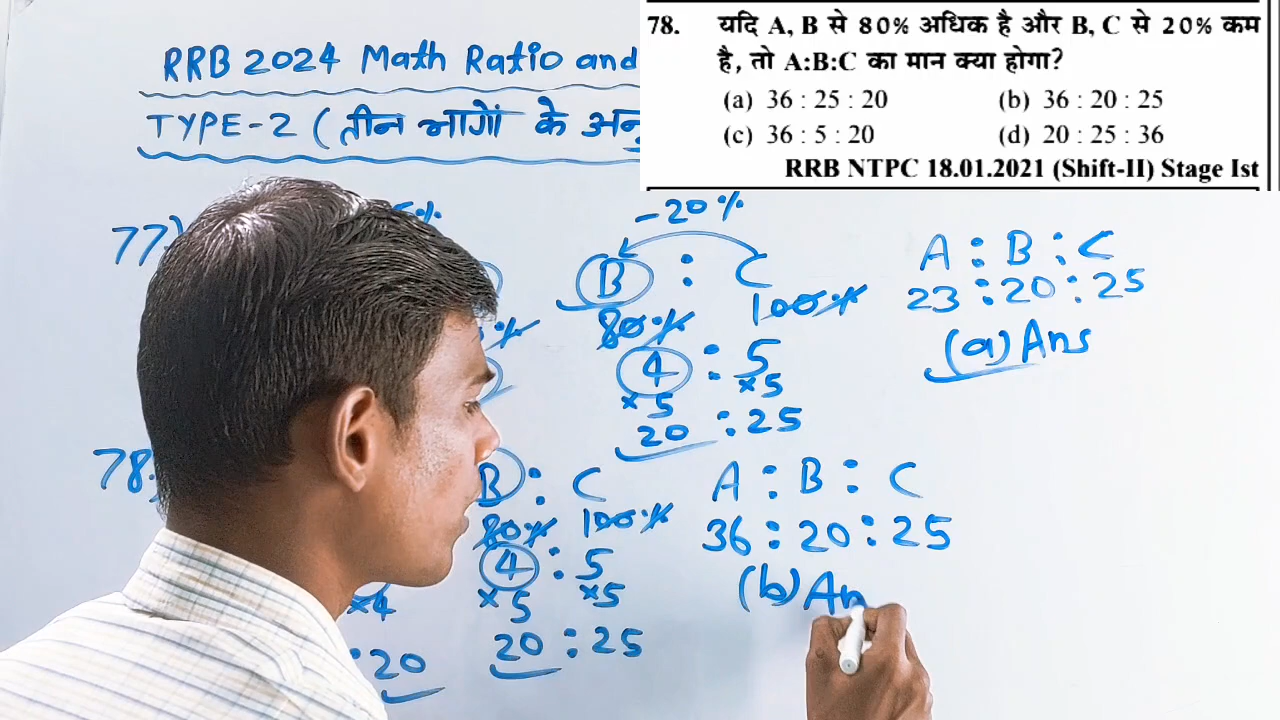 78. यदि A, B से 80% अधिक है और B, C से 20% कम
है, तो A:B:C का मान क्या होगा?
(a) 36 : 25 : 20 (b) 36 : 20 : 25
(c) 36 : 5 : 20 (d) 20 : 25 : 36
RRB NTPC 18.01.2021 (Shift-II) Stage Ist
RRB 2024 Math Ratio and
TYPE-2 (तीन भागों के
77)
-20%
B : C
80% 100%
4 : 5
×5 ×5
20 : 25
A : B : C
23 : 20 : 25
(a) Ans
78)
B : C
80% 100%
4 : 5
×4 ×5 ×5
: 20 20 : 25
A : B : C
36 : 20 : 25
(b) An